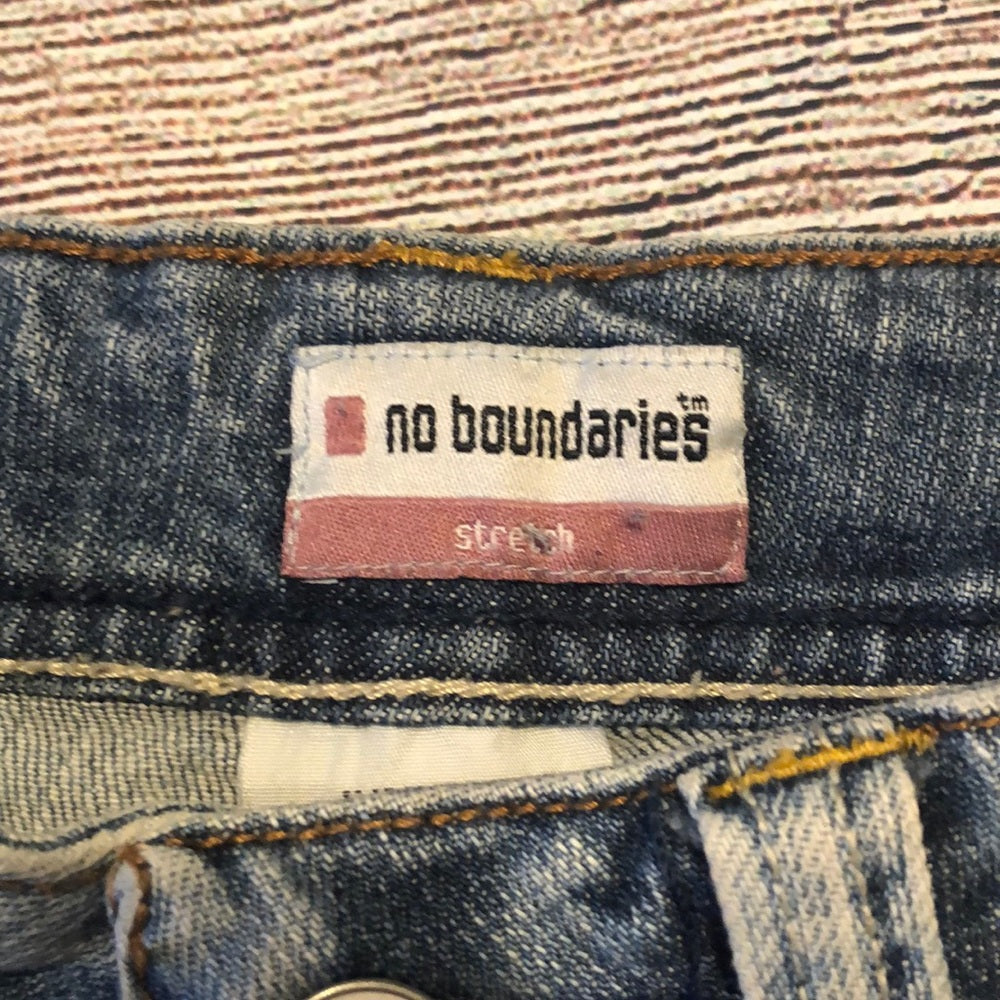 no boundaries™
stretch